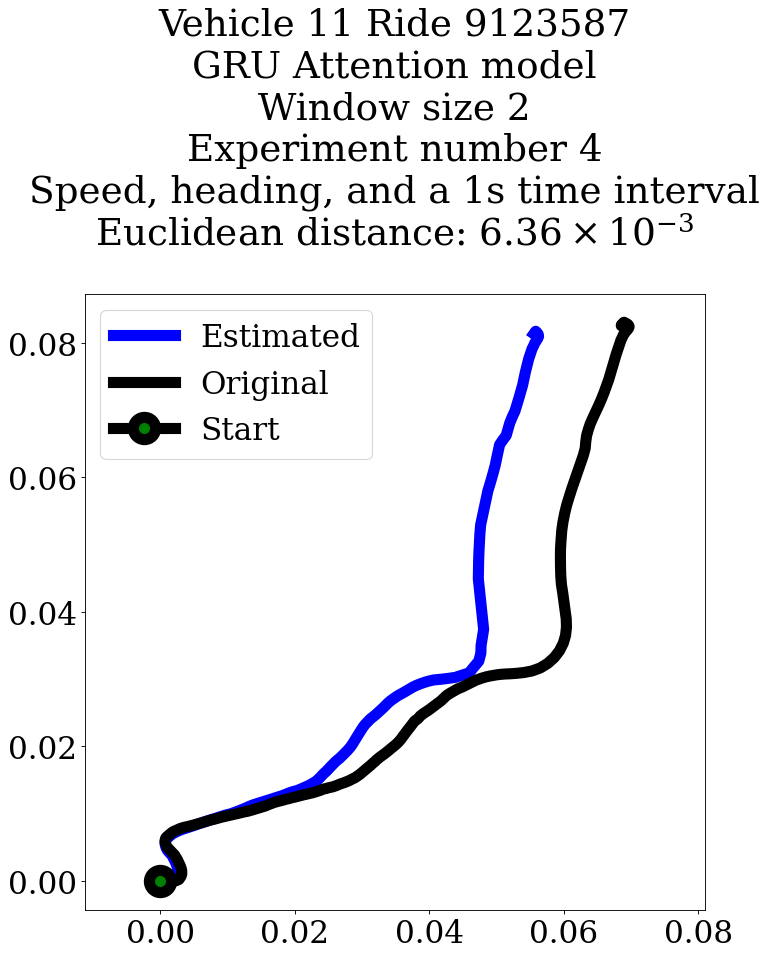 Vehicle 11 Ride 9123587
GRU Attention model
Window size 2
Experiment number 4
Speed, heading, and a 1s time interval
Euclidean distance: 6.36 × 10⁻³
Estimated
Original
Start
0.08
0.06
0.04
0.02
0.00
0.00 0.02 0.04 0.06 0.08